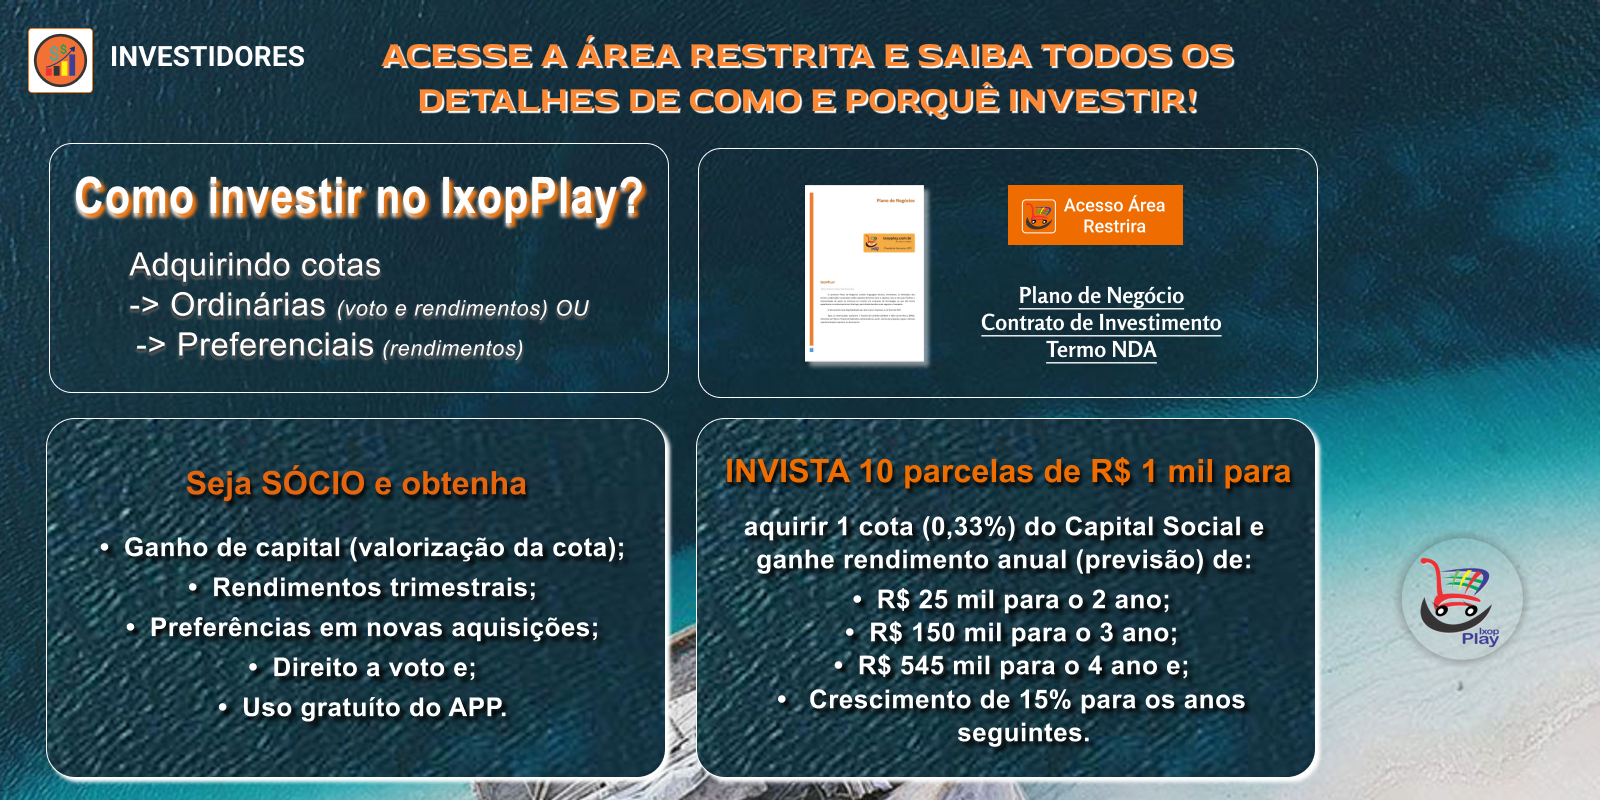 INVESTIDORES
ACESSE A ÁREA RESTRITA E SAIBA TODOS OS
DETALHES DE COMO E PORQUÊ INVESTIR!
Como investir no IxopPlay?
Adquirindo cotas
-> Ordinárias (voto e rendimentos) OU
-> Preferenciais (rendimentos)
Plano de Negócios
Acesso Área
Restrira
Plano de Negócio
Contrato de Investimento
Termo NDA
Seja SÓCIO e obtenha
• Ganho de capital (valorização da cota);
• Rendimentos trimestrais;
• Preferências em novas aquisições;
• Direito a voto e;
• Uso gratuíto do APP.
INVISTA 10 parcelas de R$ 1 mil para
aquirir 1 cota (0,33%) do Capital Social e
ganhe rendimento anual (previsão) de:
• R$ 25 mil para o 2 ano;
• R$ 150 mil para o 3 ano;
• R$ 545 mil para o 4 ano e;
• Crescimento de 15% para os anos
seguintes.
Ixop
Play